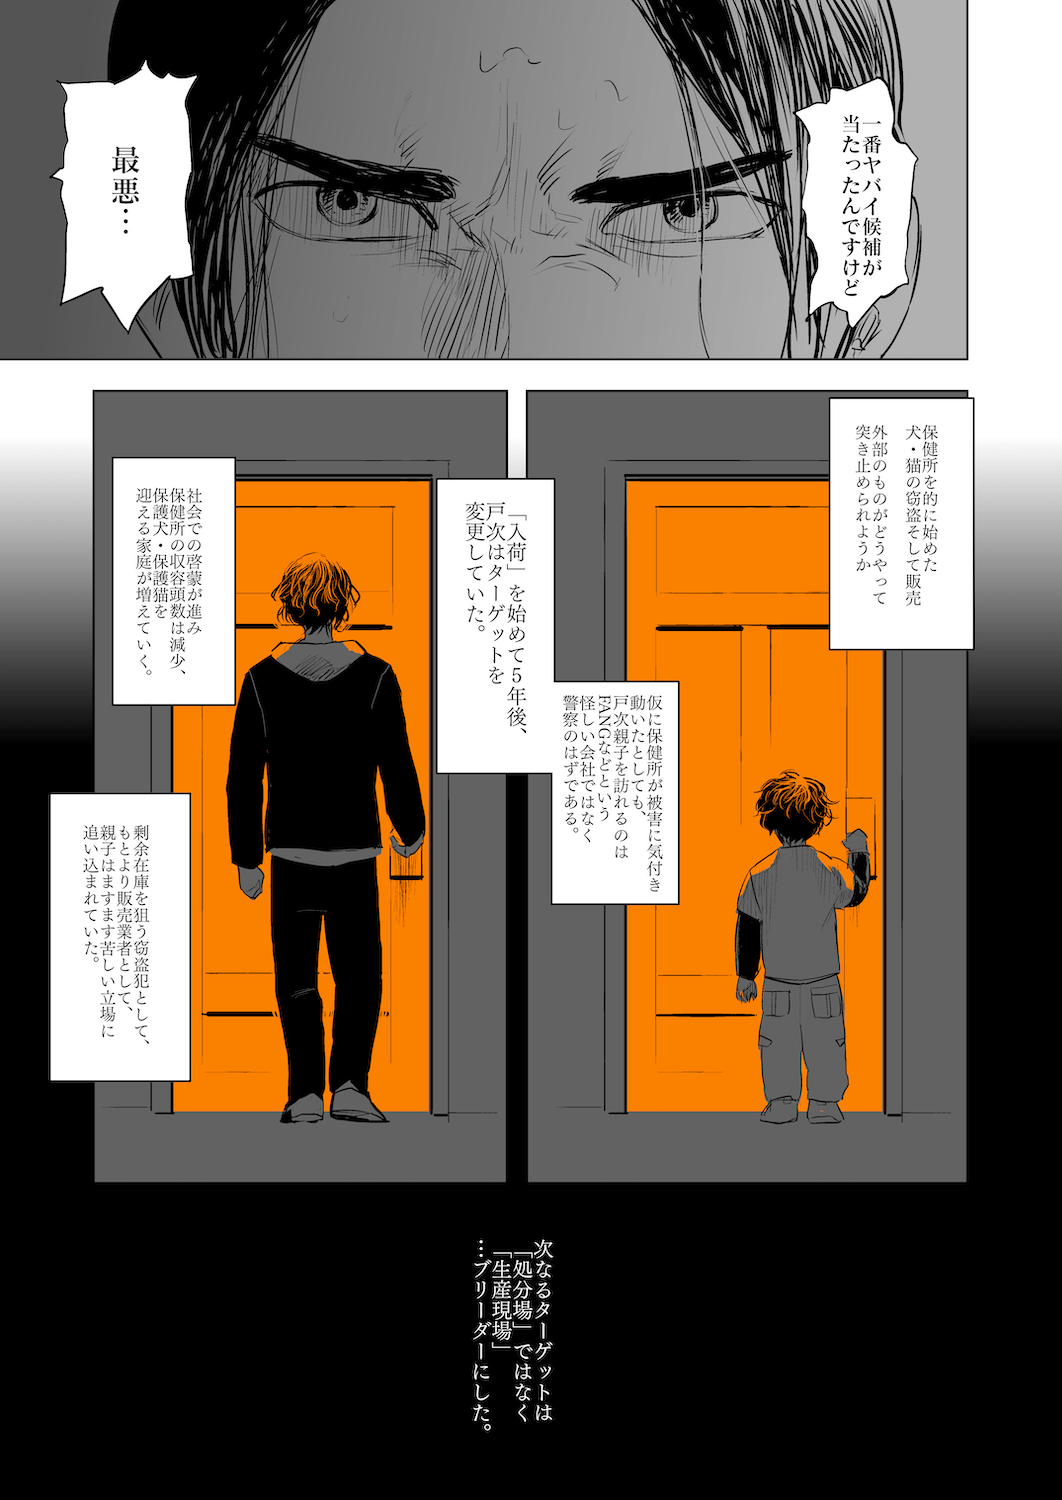 一番ヤバイ候補が
当たったんですけど
最悪…
保健所を的に始めた
犬・猫の窃盗そして販売
外部のものがどうやって
突き止められようか
仮に保健所が被害に気付き
動いたとしても、
戸次親子を訪れるのは
FANGなどという
怪しい会社ではなく
警察のはずである。
「入荷」を始めて5年後、
戸次はターゲットを
変更していた。
社会での啓蒙が進み
保健所の収容頭数は減少、
保護犬・保護猫を
迎える家庭が増えていく。
剰余在庫を狙う窃盗犯として、
もとより販売業者として、
親子はますます苦しい立場に
追い込まれていた。
次なるターゲットは
「処分場」ではなく
「生産現場」
…ブリーダーにした。